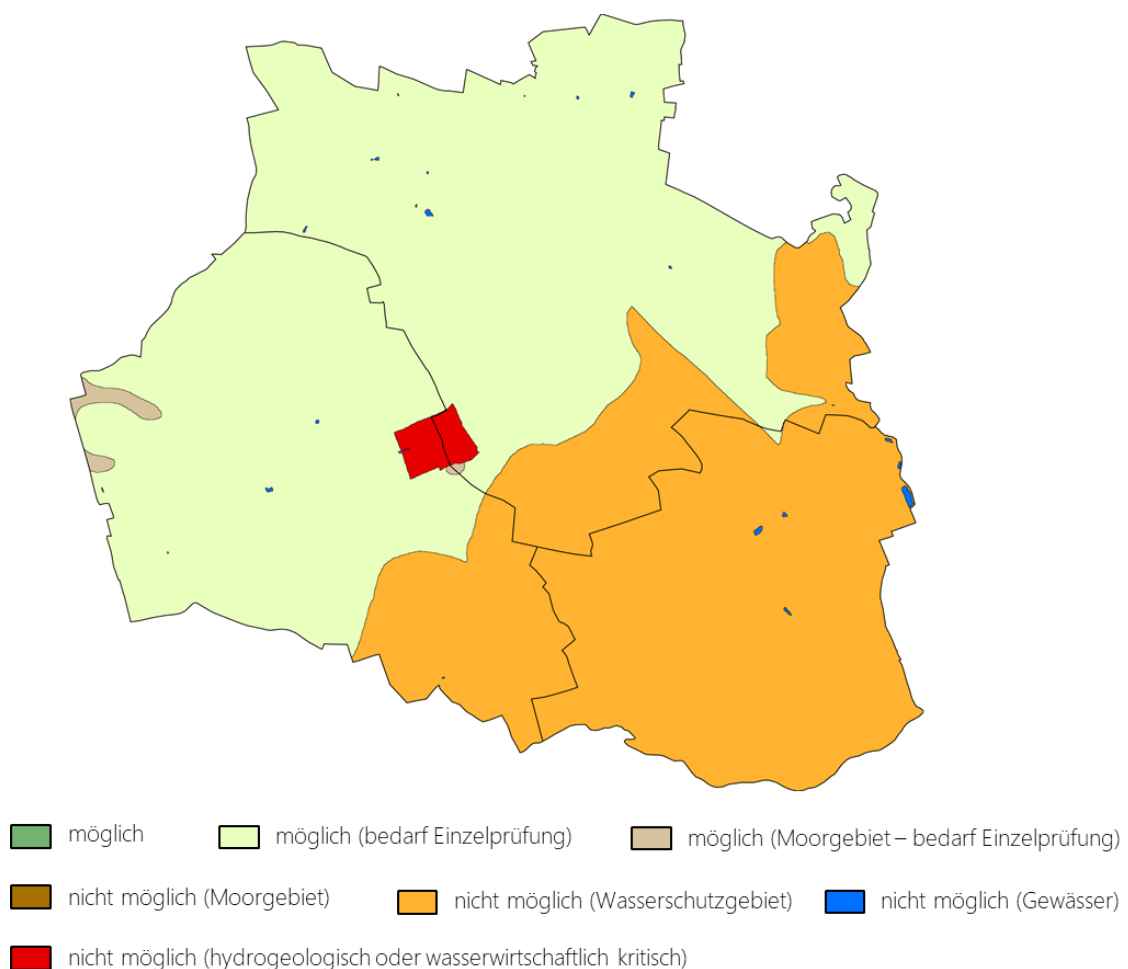 möglich
möglich (bedarf Einzelprüfung)
möglich (Moorgebiet – bedarf Einzelprüfung)
nicht möglich (Moorgebiet)
nicht möglich (Wasserschutzgebiet)
nicht möglich (Gewässer)
nicht möglich (hydrogeologisch oder wasserwirtschaftlich kritisch)